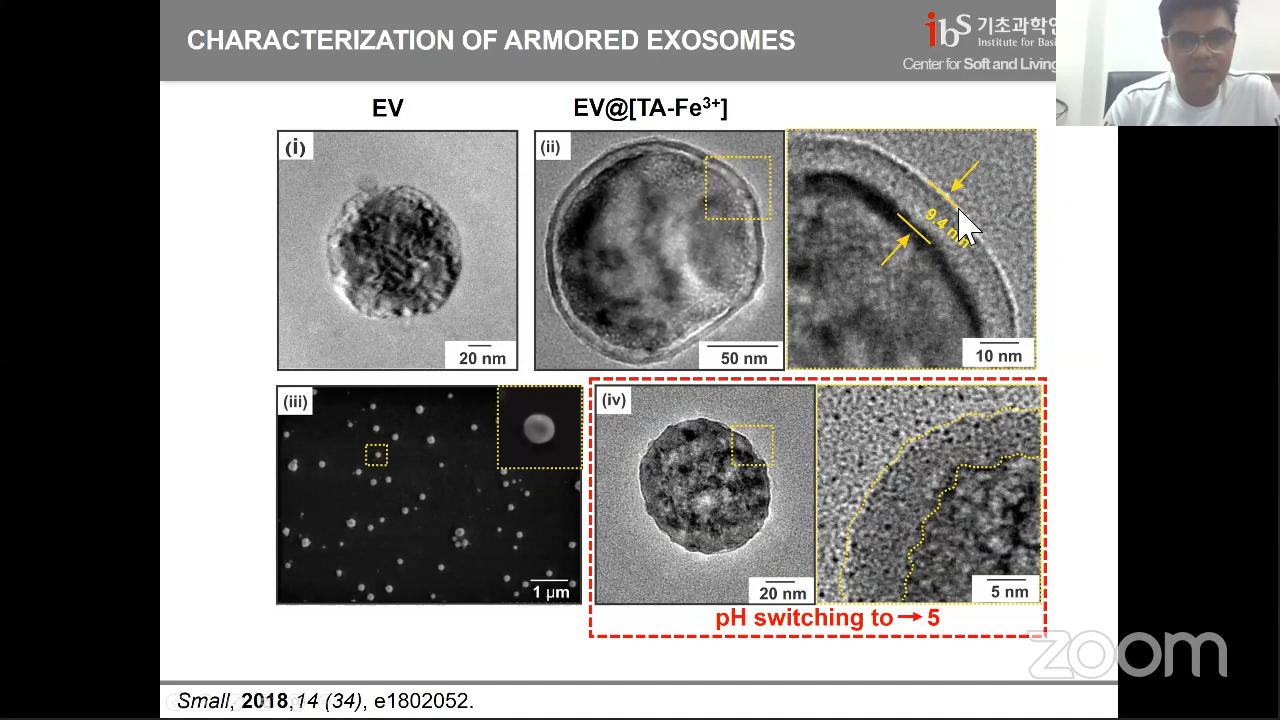 CHARACTERIZATION OF ARMORED EXOSOMES
ibS 기초과학연
Institute for Basi
Center for Soft and Living
EV
EV@[TA-Fe³⁺]
(i)
20 nm
(ii)
50 nm
9.4 nm
10 nm
(iii)
1 μm
(iv)
20 nm
5 nm
pH switching to → 5
zoom
Small, 2018, 14 (34), e1802052.